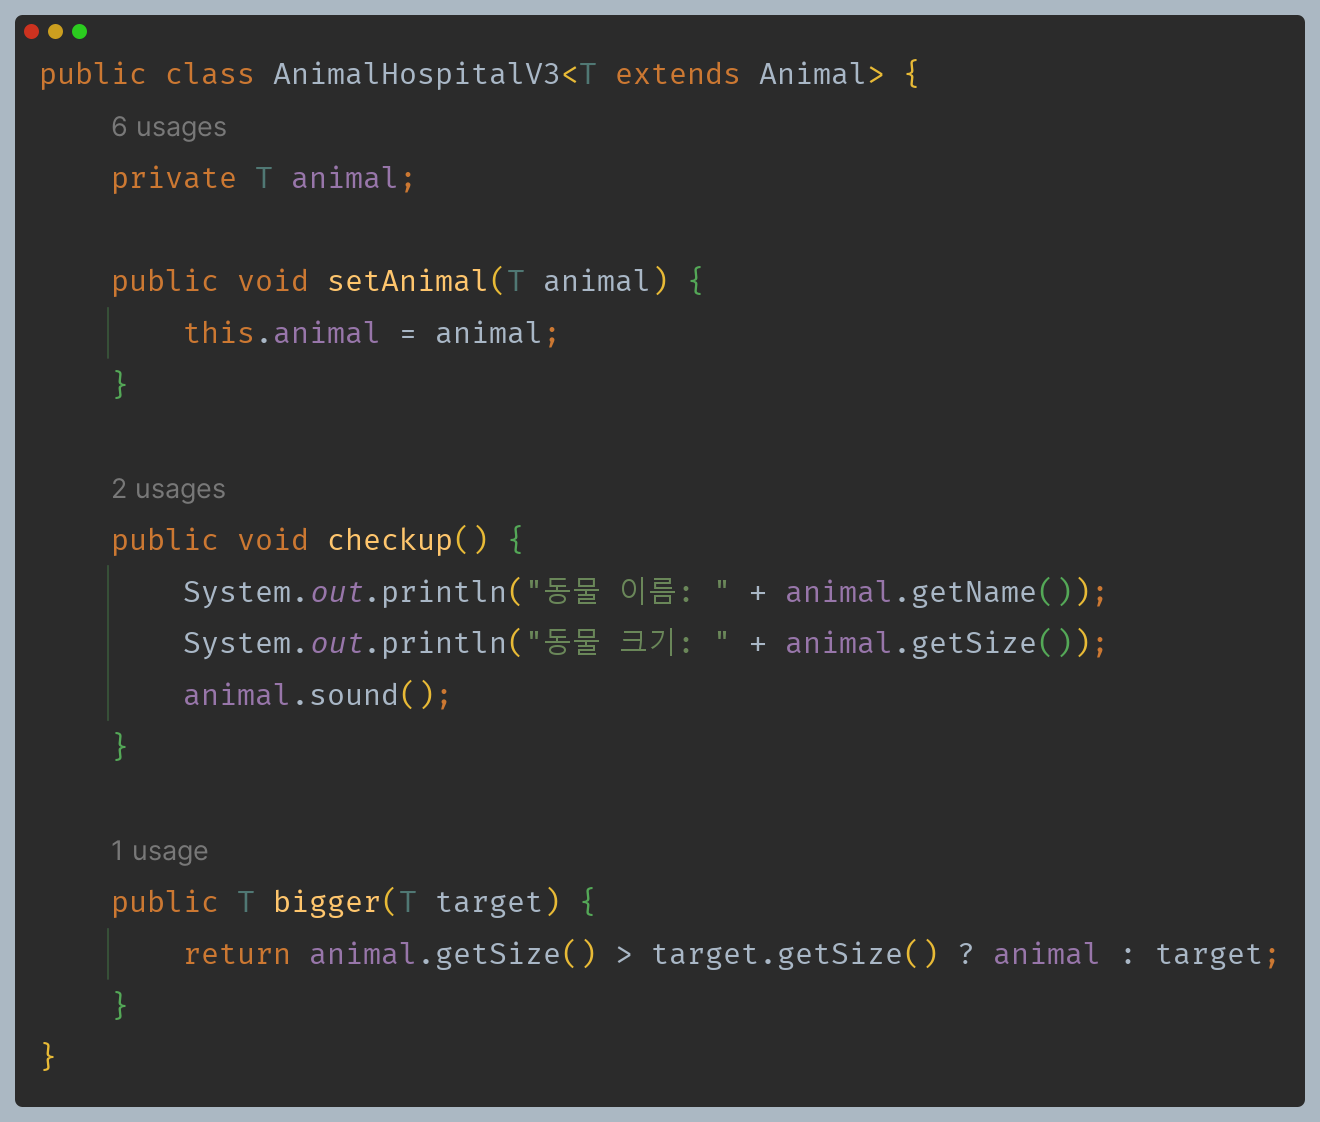 public class AnimalHospitalV3<T extends Animal> {
6 usages
private T animal;
public void setAnimal(T animal) {
this.animal = animal;
}
2 usages
public void checkup() {
System.out.println("동물 이름: " + animal.getName());
System.out.println("동물 크기: " + animal.getSize());
animal.sound();
}
1 usage
public T bigger(T target) {
return animal.getSize() > target.getSize() ? animal : target;
}
}